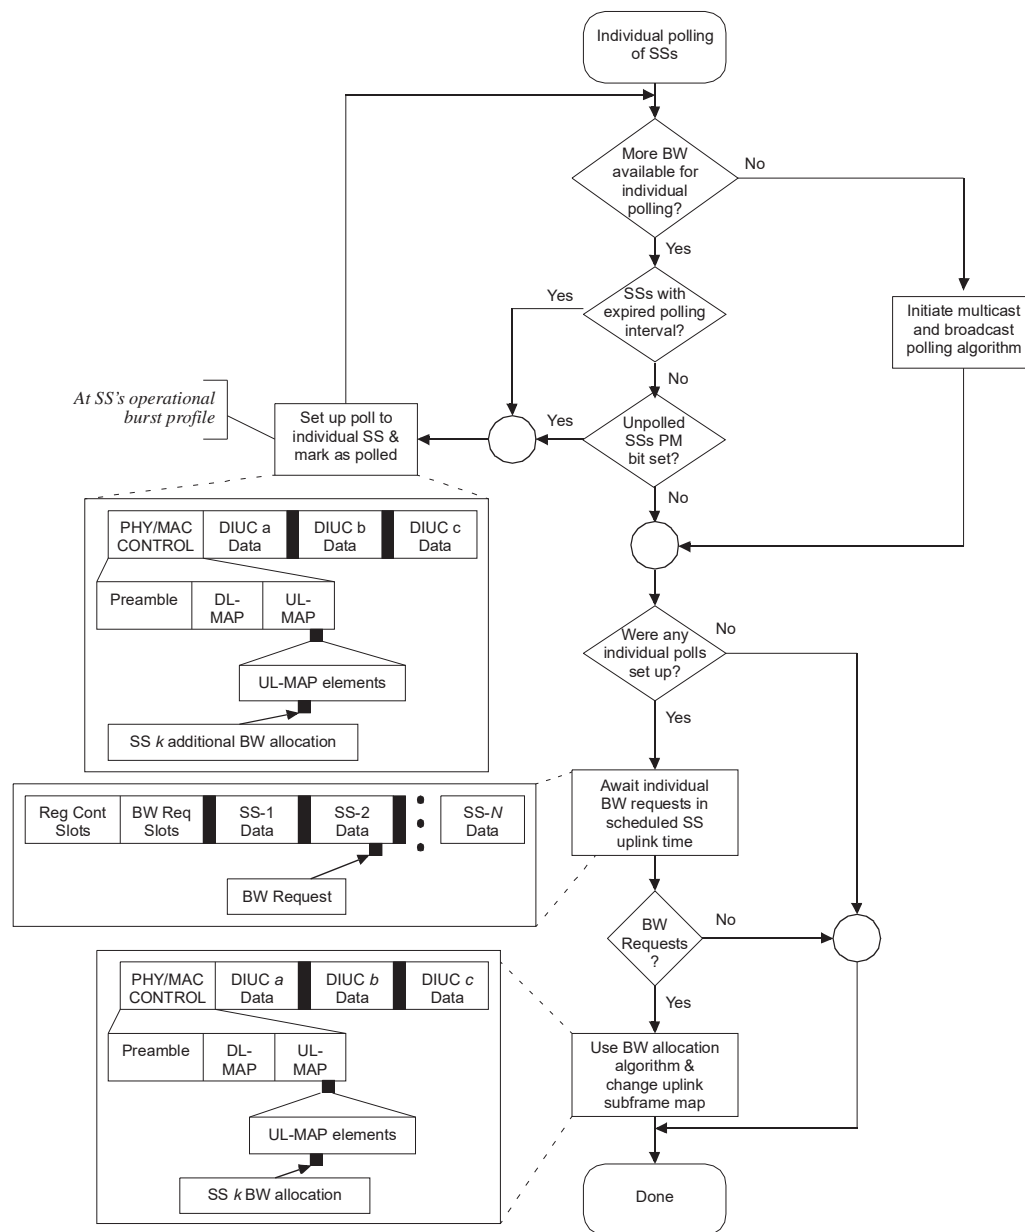 Individual polling
of SSs
More BW
available for
individual
polling?
No
Yes
SSs with
expired polling
interval?
Yes
No
Initiate multicast
and broadcast
polling algorithm
At SS's operational
burst profile
Set up poll to
individual SS &
mark as polled
Yes
Unpolled
SSs PM
bit set?
No
PHY/MAC
CONTROL
DIUC a
Data
DIUC b
Data
DIUC c
Data
Preamble
DL-
MAP
UL-
MAP
UL-MAP elements
SS k additional BW allocation
Were any
individual polls
set up?
No
Yes
Reg Cont
Slots
BW Req
Slots
SS-1
Data
SS-2
Data
SS-N
Data
BW Request
Await individual
BW requests in
scheduled SS
uplink time
BW
Requests
?
No
Yes
PHY/MAC
CONTROL
DIUC a
Data
DIUC b
Data
DIUC c
Data
Preamble
DL-
MAP
UL-
MAP
UL-MAP elements
SS k BW allocation
Use BW allocation
algorithm &
change uplink
subframe map
Done